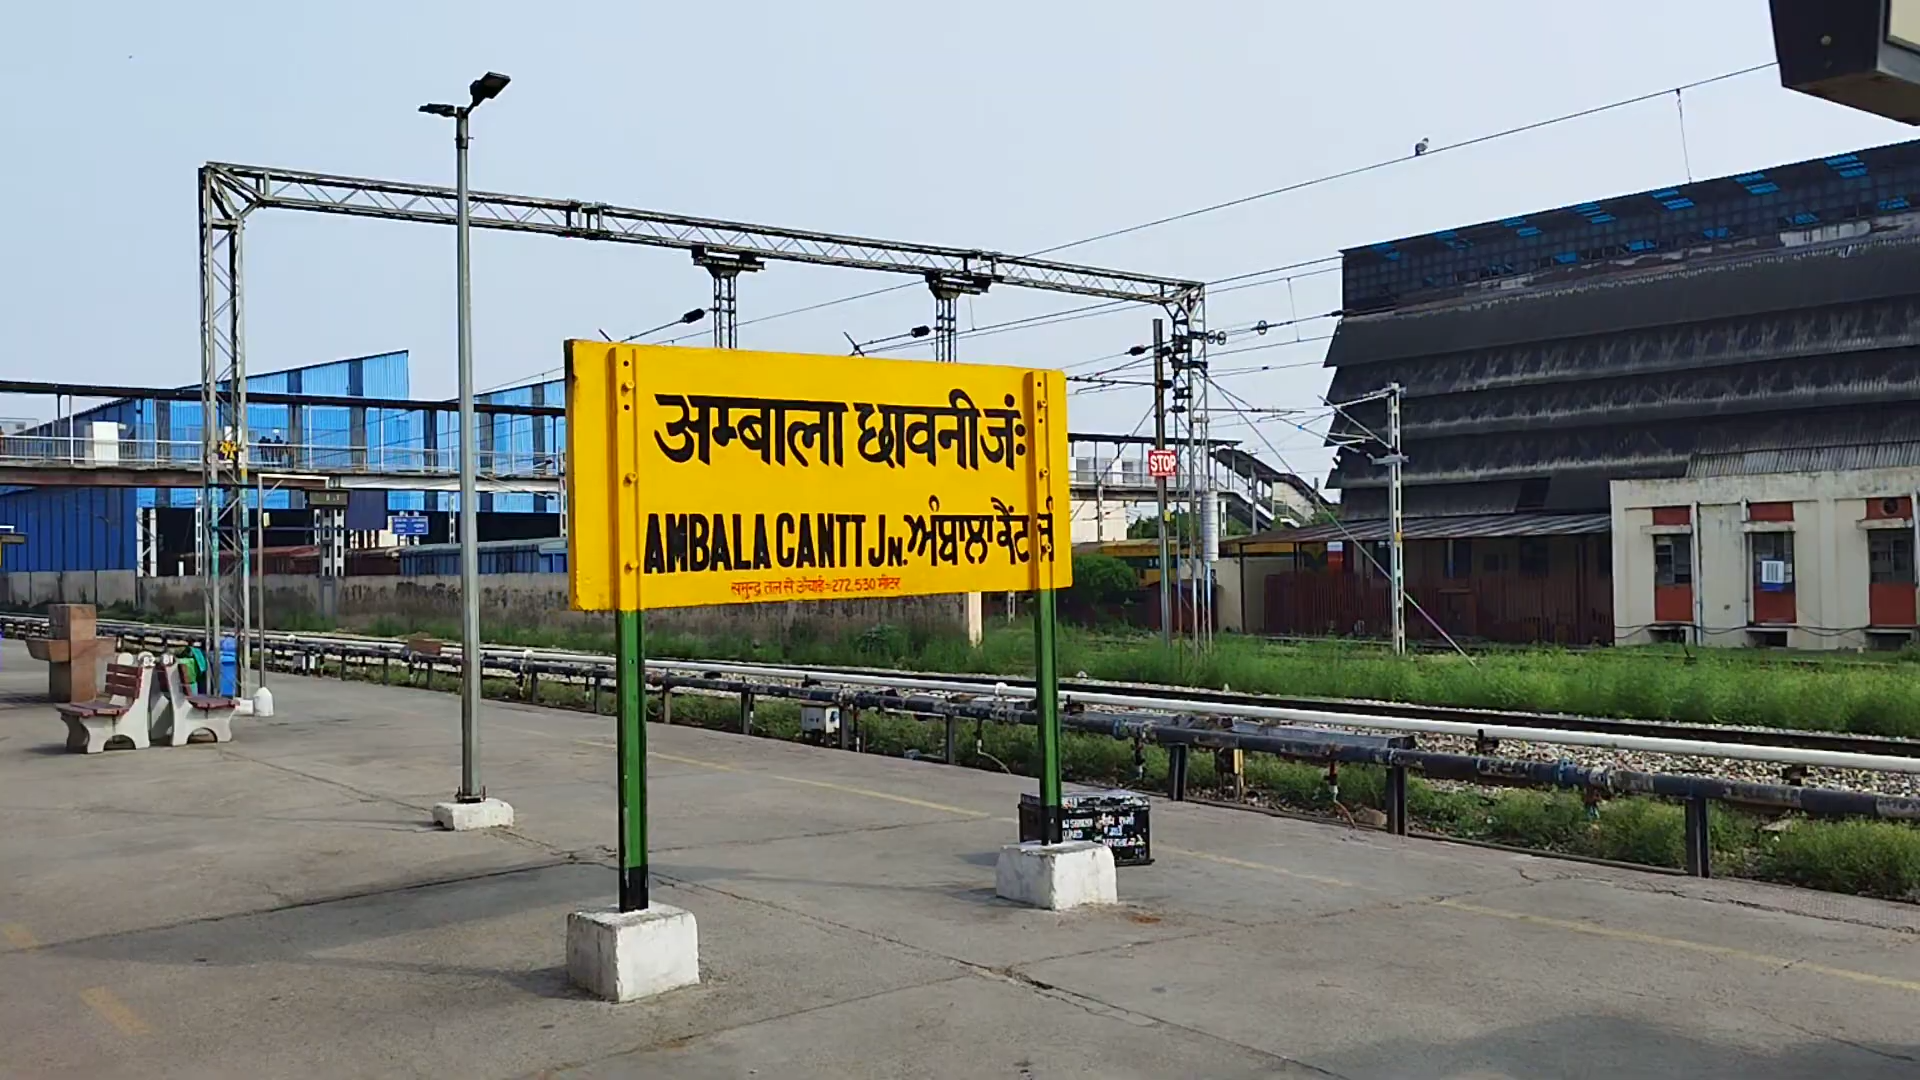 अम्बाला छावनी जंः
AMBALA CANTT JN. ਅੰਬਾਲਾ ਕੈਂਟ ਜੰ
समुन्द्र तल से ऊँचाई=272.530 मीटर
STOP